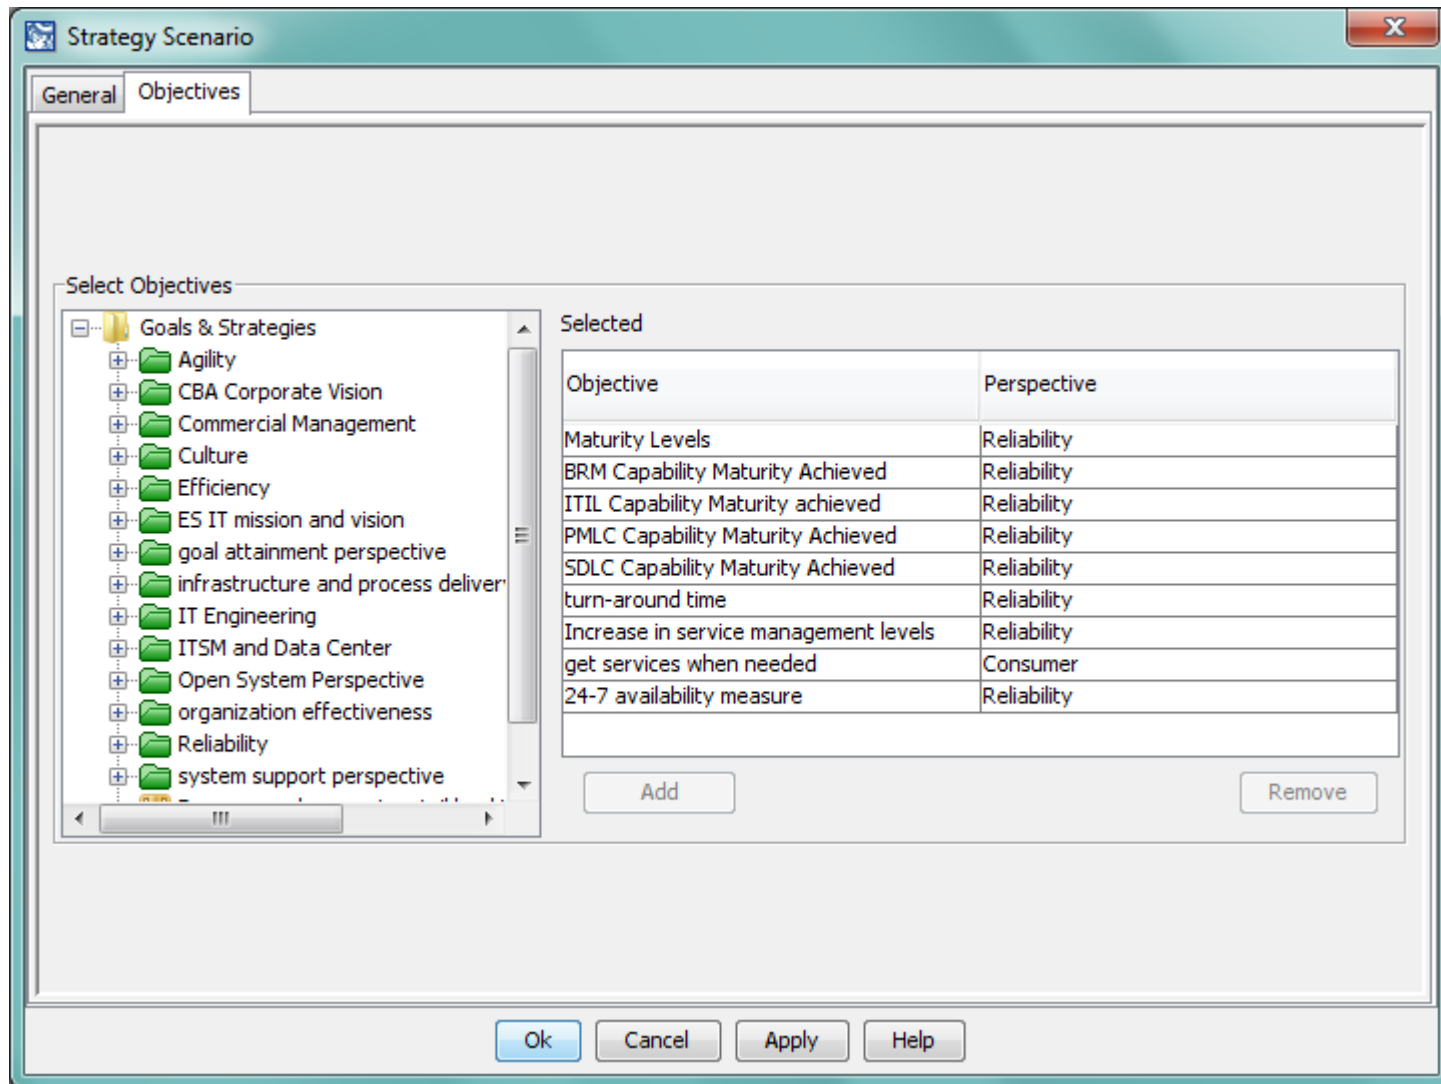 Strategy Scenario
General Objectives
Select Objectives
Goals & Strategies
Agility
CBA Corporate Vision
Commercial Management
Culture
Efficiency
ES IT mission and vision
goal attainment perspective
infrastructure and process deliver
IT Engineering
ITSM and Data Center
Open System Perspective
organization effectiveness
Reliability
system support perspective
Selected
Objective Perspective
Maturity Levels Reliability
BRM Capability Maturity Achieved Reliability
ITIL Capability Maturity achieved Reliability
PMLC Capability Maturity Achieved Reliability
SDLC Capability Maturity Achieved Reliability
turn-around time Reliability
Increase in service management levels Reliability
get services when needed Consumer
24-7 availability measure Reliability
Add Remove
Ok Cancel Apply Help